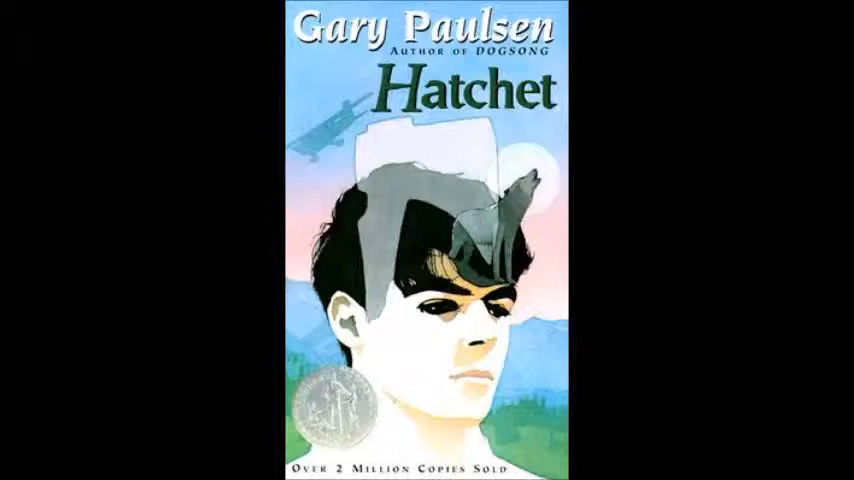 Gary Paulsen
AUTHOR OF DOGSONG
Hatchet
OVER 2 MILLION COPIES SOLD